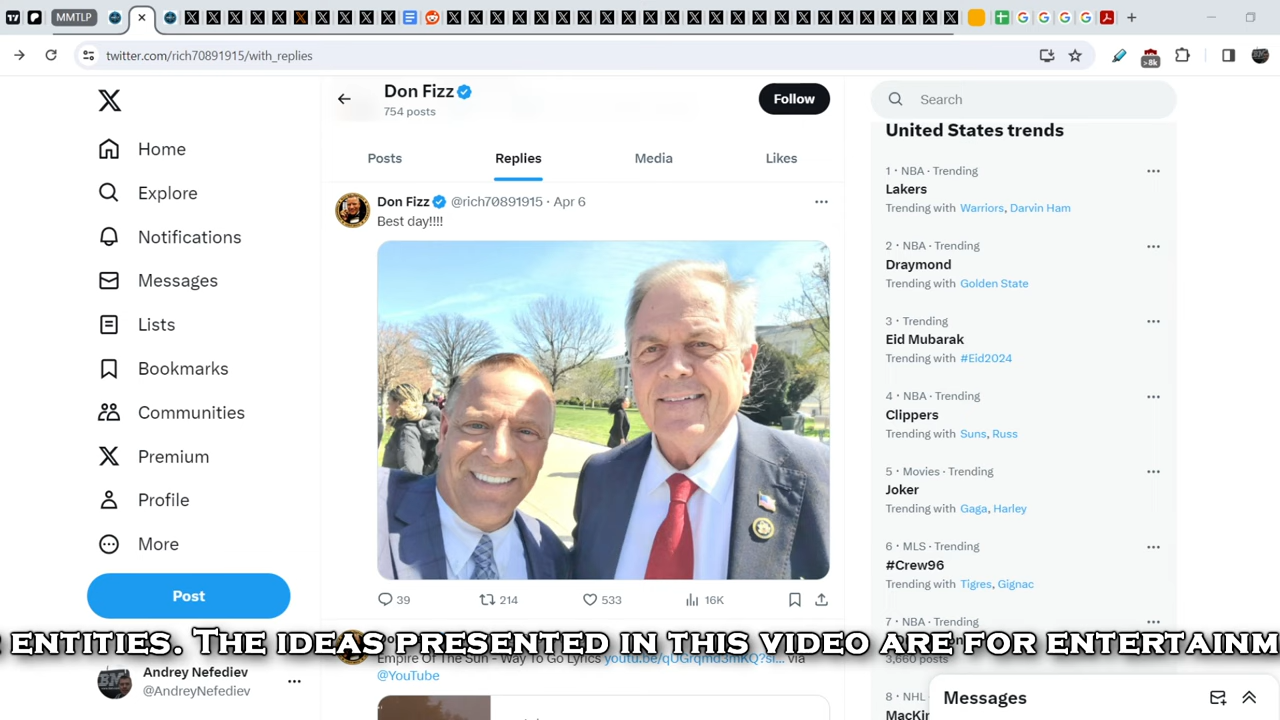 MMTLP
twitter.com/rich70891915/with_replies
>8k
Don Fizz
754 posts
Follow
Posts
Replies
Media
Likes
Home
Explore
Notifications
Messages
Lists
Bookmarks
Communities
Premium
Profile
More
Post
Andrey Nefediev
@AndreyNefediev
Don Fizz @rich70891915 · Apr 6
Best day!!!!
39
214
533
16K
Empire Of The Sun - Way To Go Lyrics youtu.be/qUGrqmd3mKQ?si... via
@YouTube
Search
United States trends
1 · NBA · Trending
Lakers
Trending with Warriors, Darvin Ham
2 · NBA · Trending
Draymond
Trending with Golden State
3 · Trending
Eid Mubarak
Trending with #Eid2024
4 · NBA · Trending
Clippers
Trending with Suns, Russ
5 · Movies · Trending
Joker
Trending with Gaga, Harley
6 · MLS · Trending
#Crew96
Trending with Tigres, Gignac
7 · NBA · Trending
3,660 posts
8 · NHL
Messages
entities. The ideas presented in this video are for entertainm